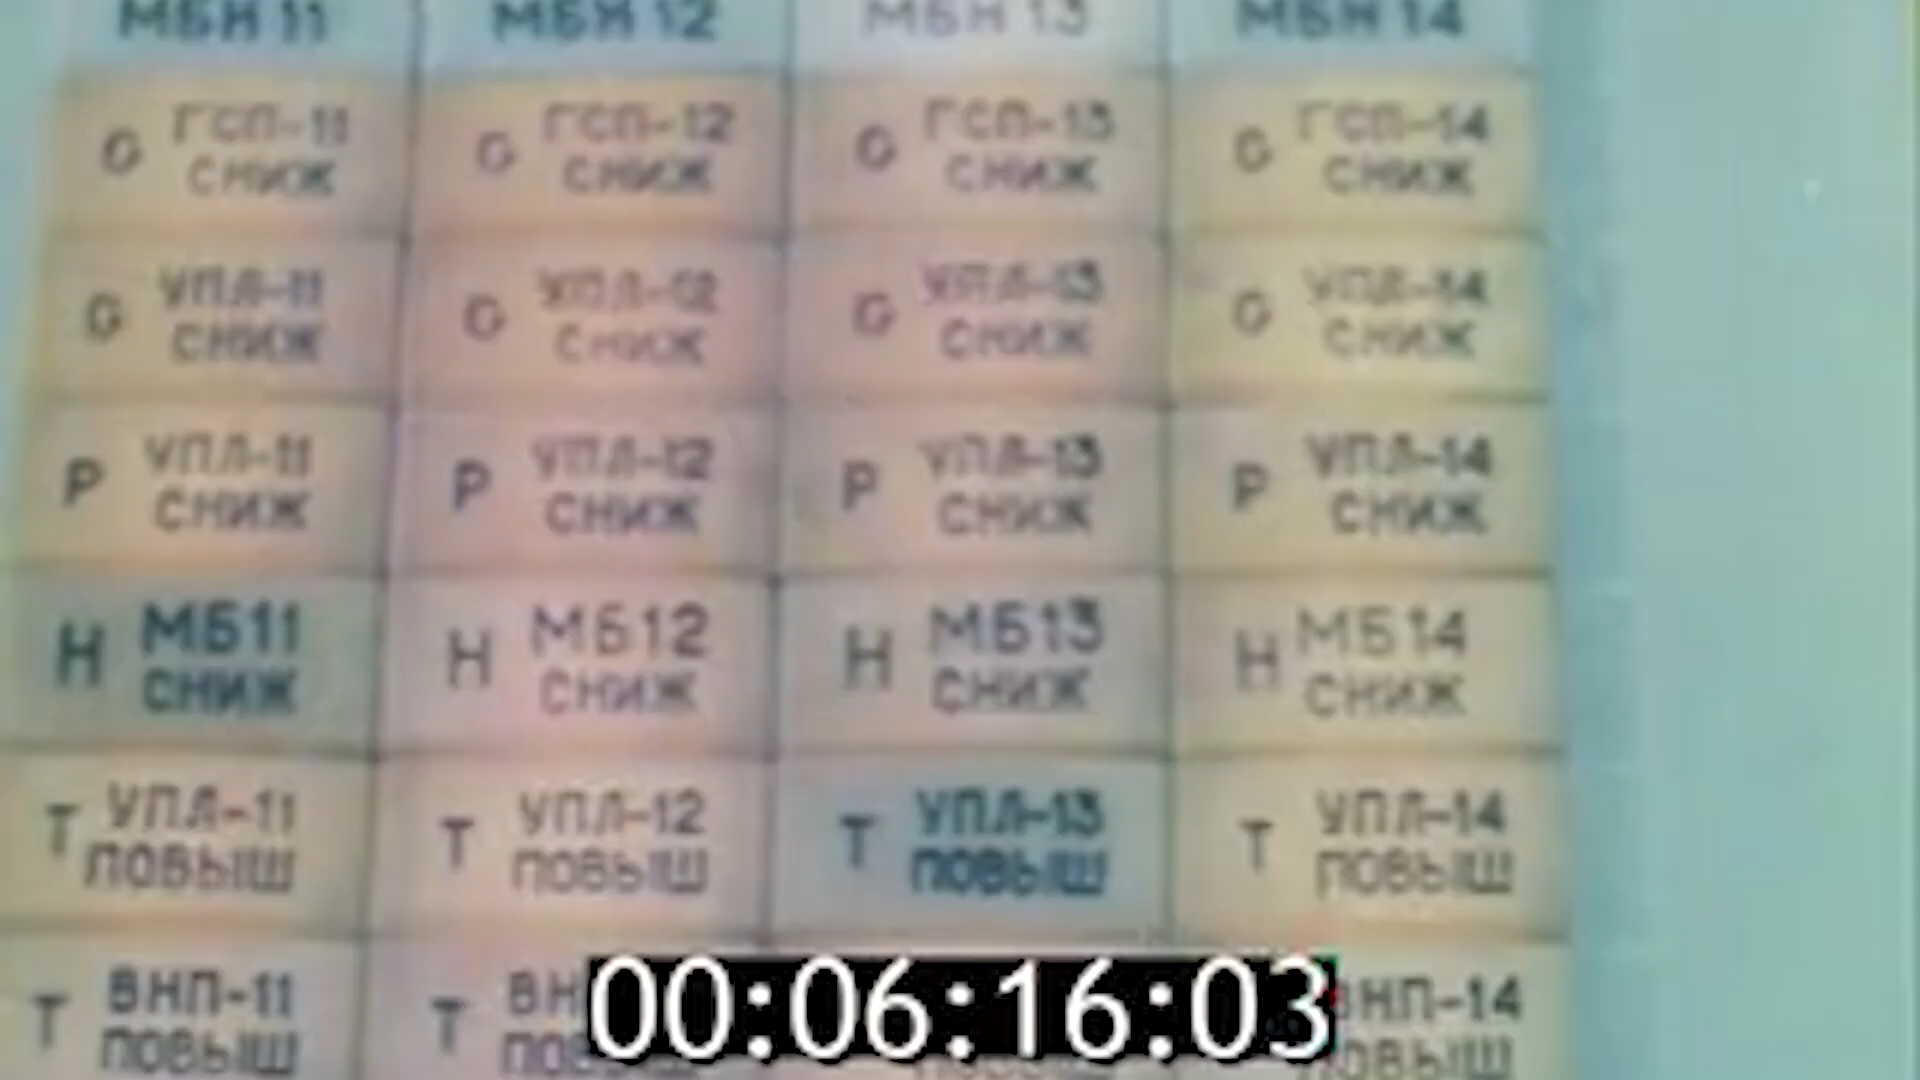 МБН 11 МБН 12 МБН 13 МБН 14
G ГСП-11 СНИЖ G ГСП-12 СНИЖ G ГСП-13 СНИЖ G ГСП-14 СНИЖ
G УПЛ-11 СНИЖ G УПЛ-12 СНИЖ G УПЛ-13 СНИЖ G УПЛ-14 СНИЖ
Р УПЛ-11 СНИЖ Р УПЛ-12 СНИЖ Р УПЛ-13 СНИЖ Р УПЛ-14 СНИЖ
Н МБ11 СНИЖ Н МБ12 СНИЖ Н МБ13 СНИЖ Н МБ14 СНИЖ
Т УПЛ-11 ПОВЫШ Т УПЛ-12 ПОВЫШ Т УПЛ-13 ПОВЫШ Т УПЛ-14 ПОВЫШ
Т ВНП-11 ПОВЫШ Т ВНП-14 ПОВЫШ
00:06:16:03